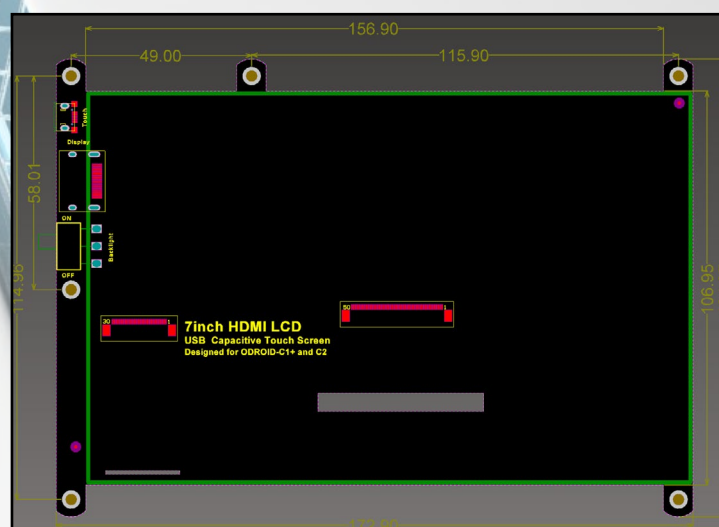 156.90
49.00
115.90
Touch
Display
58.01
ON
Backlight
OFF
114.96
106.95
30 1
50 1
7inch HDMI LCD
USB Capacitive Touch Screen
Designed for ODROID-C1+ and C2